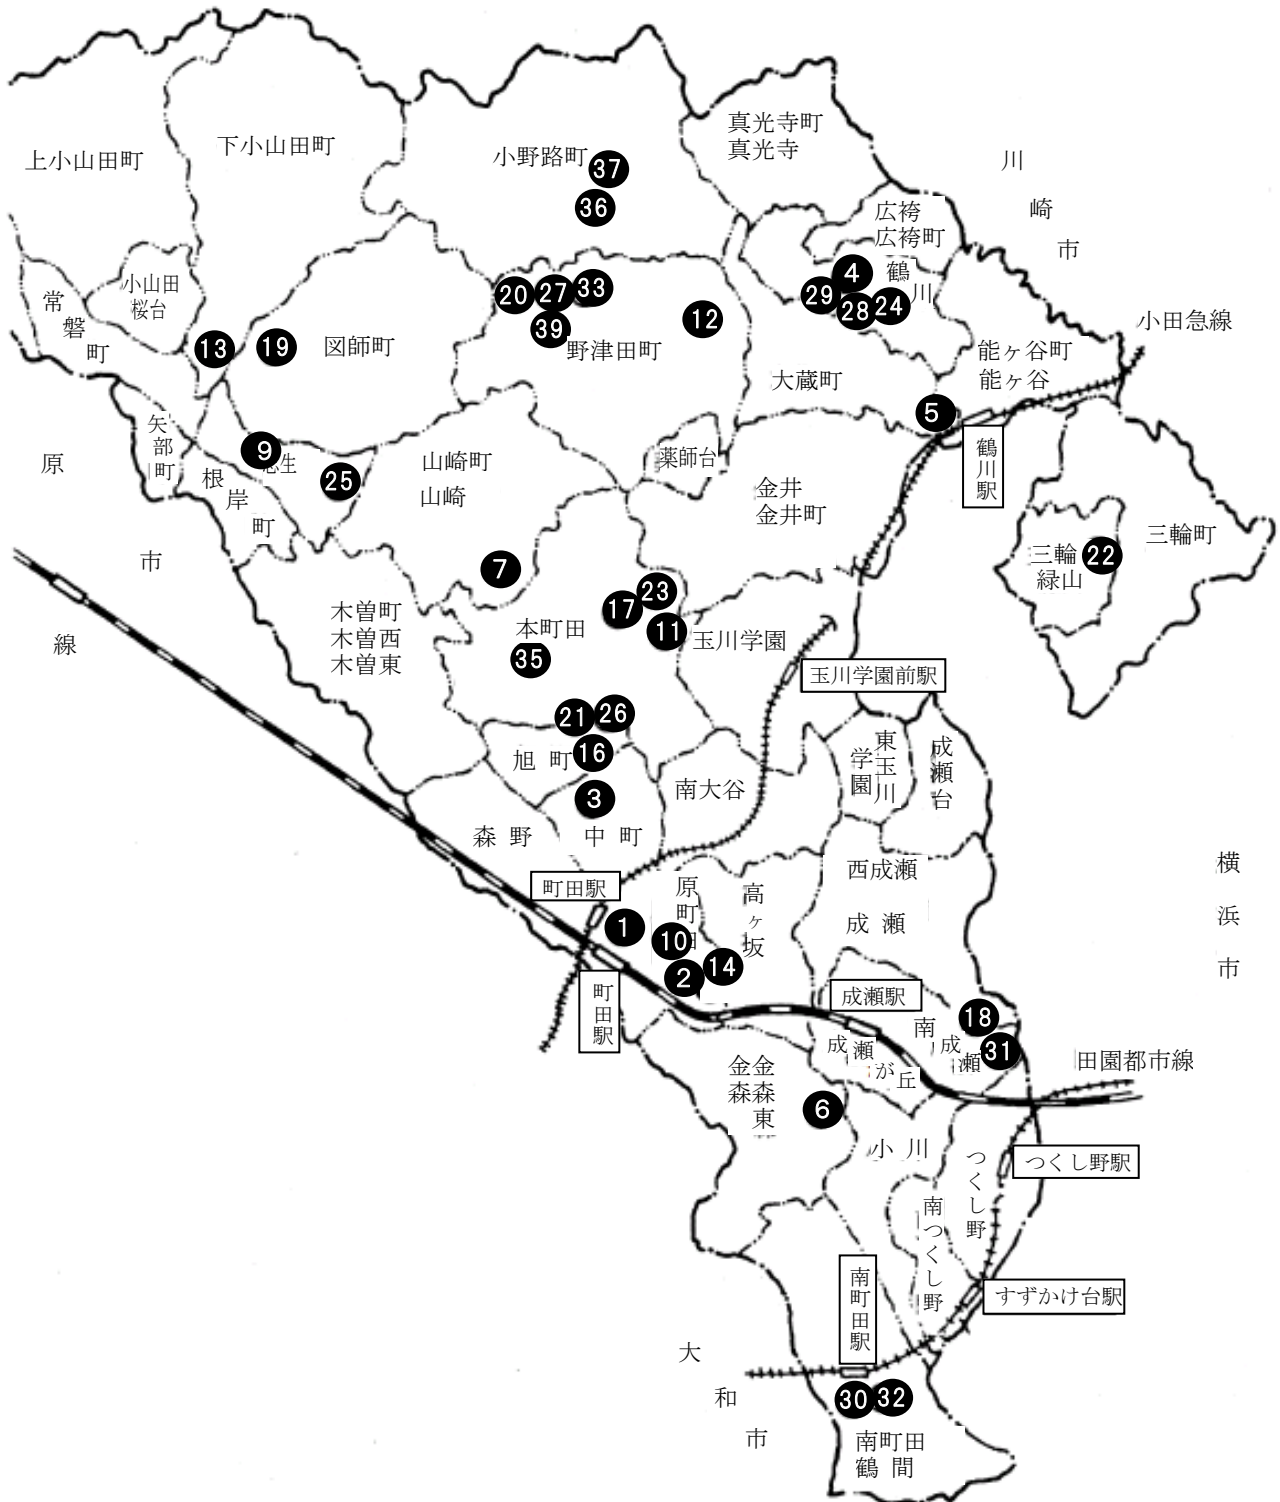 真光寺町
真光寺
上小山田町
下小山田町
小野路町
37
36
川
崎
市
広袴
広袴町
鶴
川
4
29
28
24
小山田
桜台
常
磐
町
13
19
図師町
20
27
33
39
12
野津田町
大蔵町
能ヶ谷町
能ヶ谷
小田急線
5
鶴川駅
矢部町
根
岸
町
9
生
25
山崎町
山崎
薬師台
金井
金井町
原
市
線
7
三輪町
三輪
緑山
22
木曽町
木曽西
木曽東
本町田
23
17
11
35
玉川学園
玉川学園前駅
21
26
16
旭町
3
中町
森野
南大谷
東玉川
学園
成瀬台
横
浜
市
西成瀬
成瀬
町田駅
1
原町田
10
2
14
高ヶ坂
町田駅
成瀬駅
南
成
瀬
18
31
成瀬
が丘
田園都市線
金森
金森東
6
小川
つくし野
つくし野駅
南つくし野
すずかけ台駅
南町田駅
大
和
市
30
32
南町田
鶴間